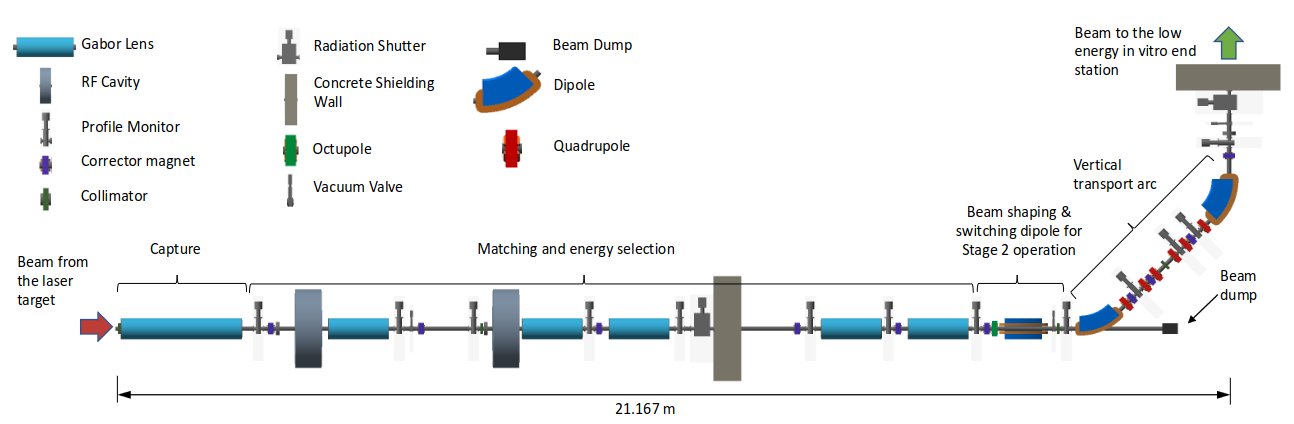 Gabor Lens
RF Cavity
Profile Monitor
Corrector magnet
Collimator
Radiation Shutter
Concrete Shielding
Wall
Octupole
Vacuum Valve
Beam Dump
Dipole
Quadrupole
Beam to the low
energy in vitro end
station
Vertical
transport arc
Beam shaping &
switching dipole for
Stage 2 operation
Matching and energy selection
Capture
Beam from
the laser
target
Beam
dump
21.167 m